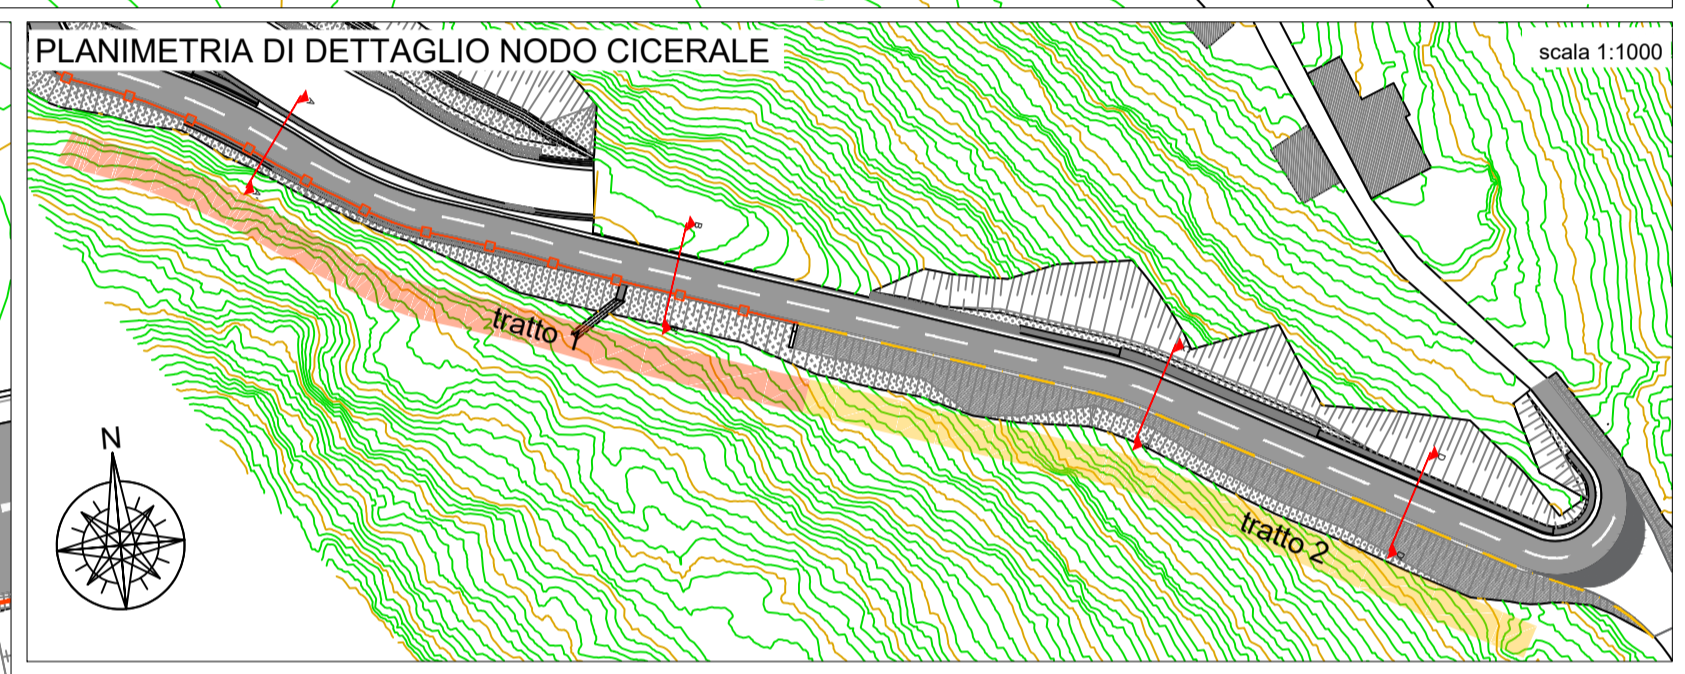 PLANIMETRIA DI DETTAGLIO NODO CICERALE
scala 1:1000
A
A
B
tratto 1
tratto 2
N